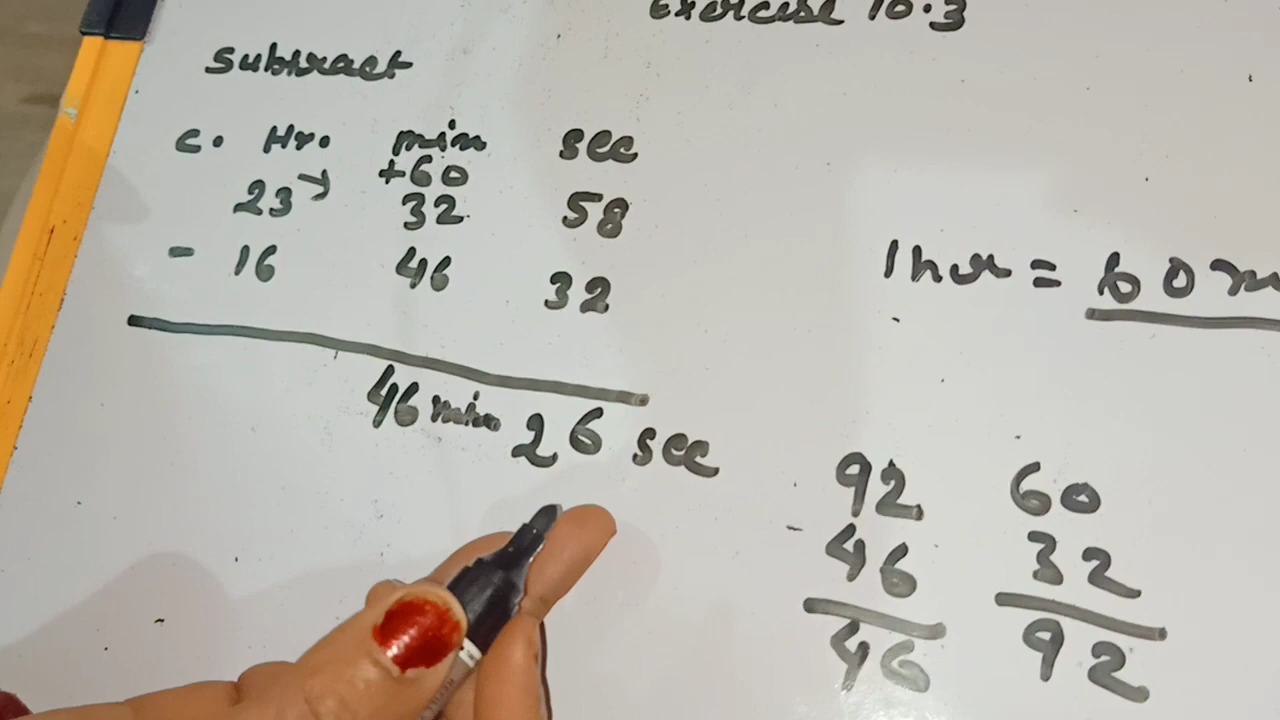 Exercise 10.3
Subtract
c. Hr. min sec
+60
23 32 58
- 16 46 32
46 min 26 sec
1 hr = 60 m
92 60
- 46 32
46 92